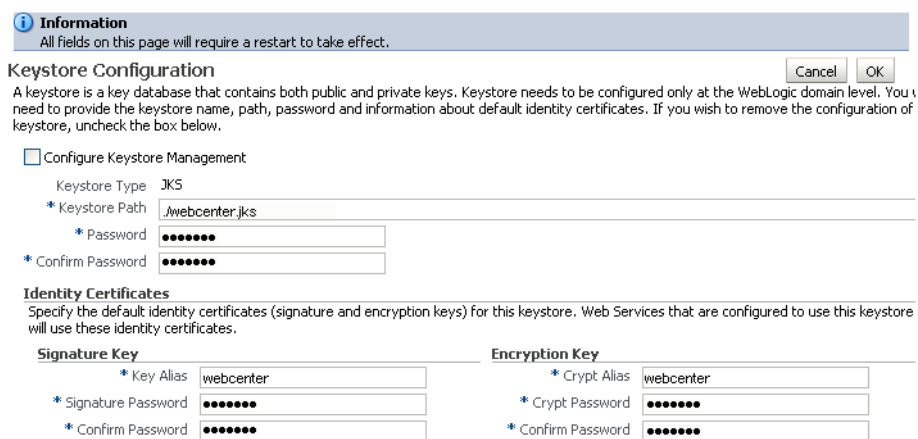 Information
All fields on this page will require a restart to take effect.
Keystore Configuration
Cancel OK
A keystore is a key database that contains both public and private keys. Keystore needs to be configured only at the WebLogic domain level. You
need to provide the keystore name, path, password and information about default identity certificates. If you wish to remove the configuration of
keystore, uncheck the box below.
Configure Keystore Management
Keystore Type JKS
* Keystore Path ./webcenter.jks
* Password •••••••
* Confirm Password •••••••
Identity Certificates
Specify the default identity certificates (signature and encryption keys) for this keystore. Web Services that are configured to use this keystore
will use these identity certificates.
Signature Key Encryption Key
* Key Alias webcenter * Crypt Alias webcenter
* Signature Password ••••••• * Crypt Password •••••••
* Confirm Password ••••••• * Confirm Password •••••••